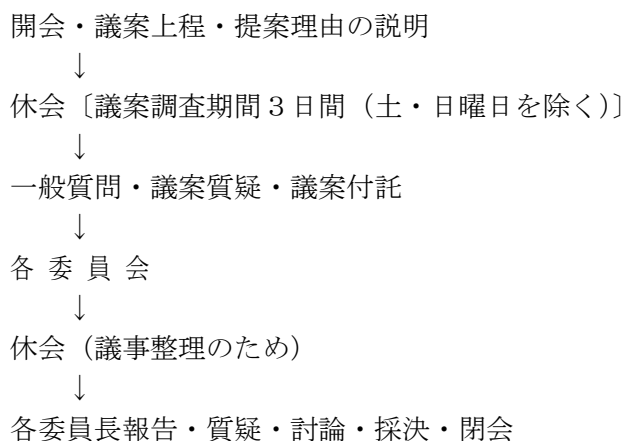 開会・議案上程・提案理由の説明
↓
休会〔議案調査期間３日間（土・日曜日を除く）〕
↓
一般質問・議案質疑・議案付託
↓
各 委 員 会
↓
休会（議事整理のため）
↓
各委員長報告・質疑・討論・採決・閉会